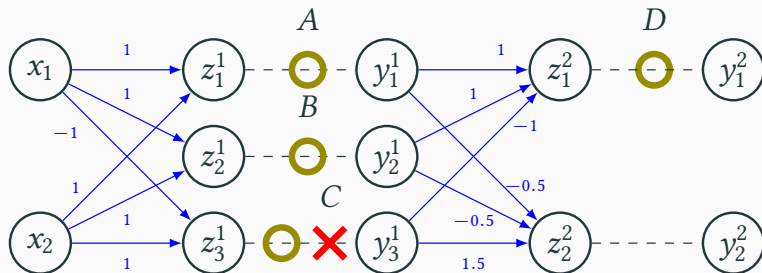 A B C D
x₁ 1 z₁¹ y₁¹ 1 z₁² y₁²
1 1
−1 −1
z₂¹ y₂¹
1 −0.5
1 −0.5
x₂ 1 z₃¹ y₃¹ 1.5 z₂² y₂²